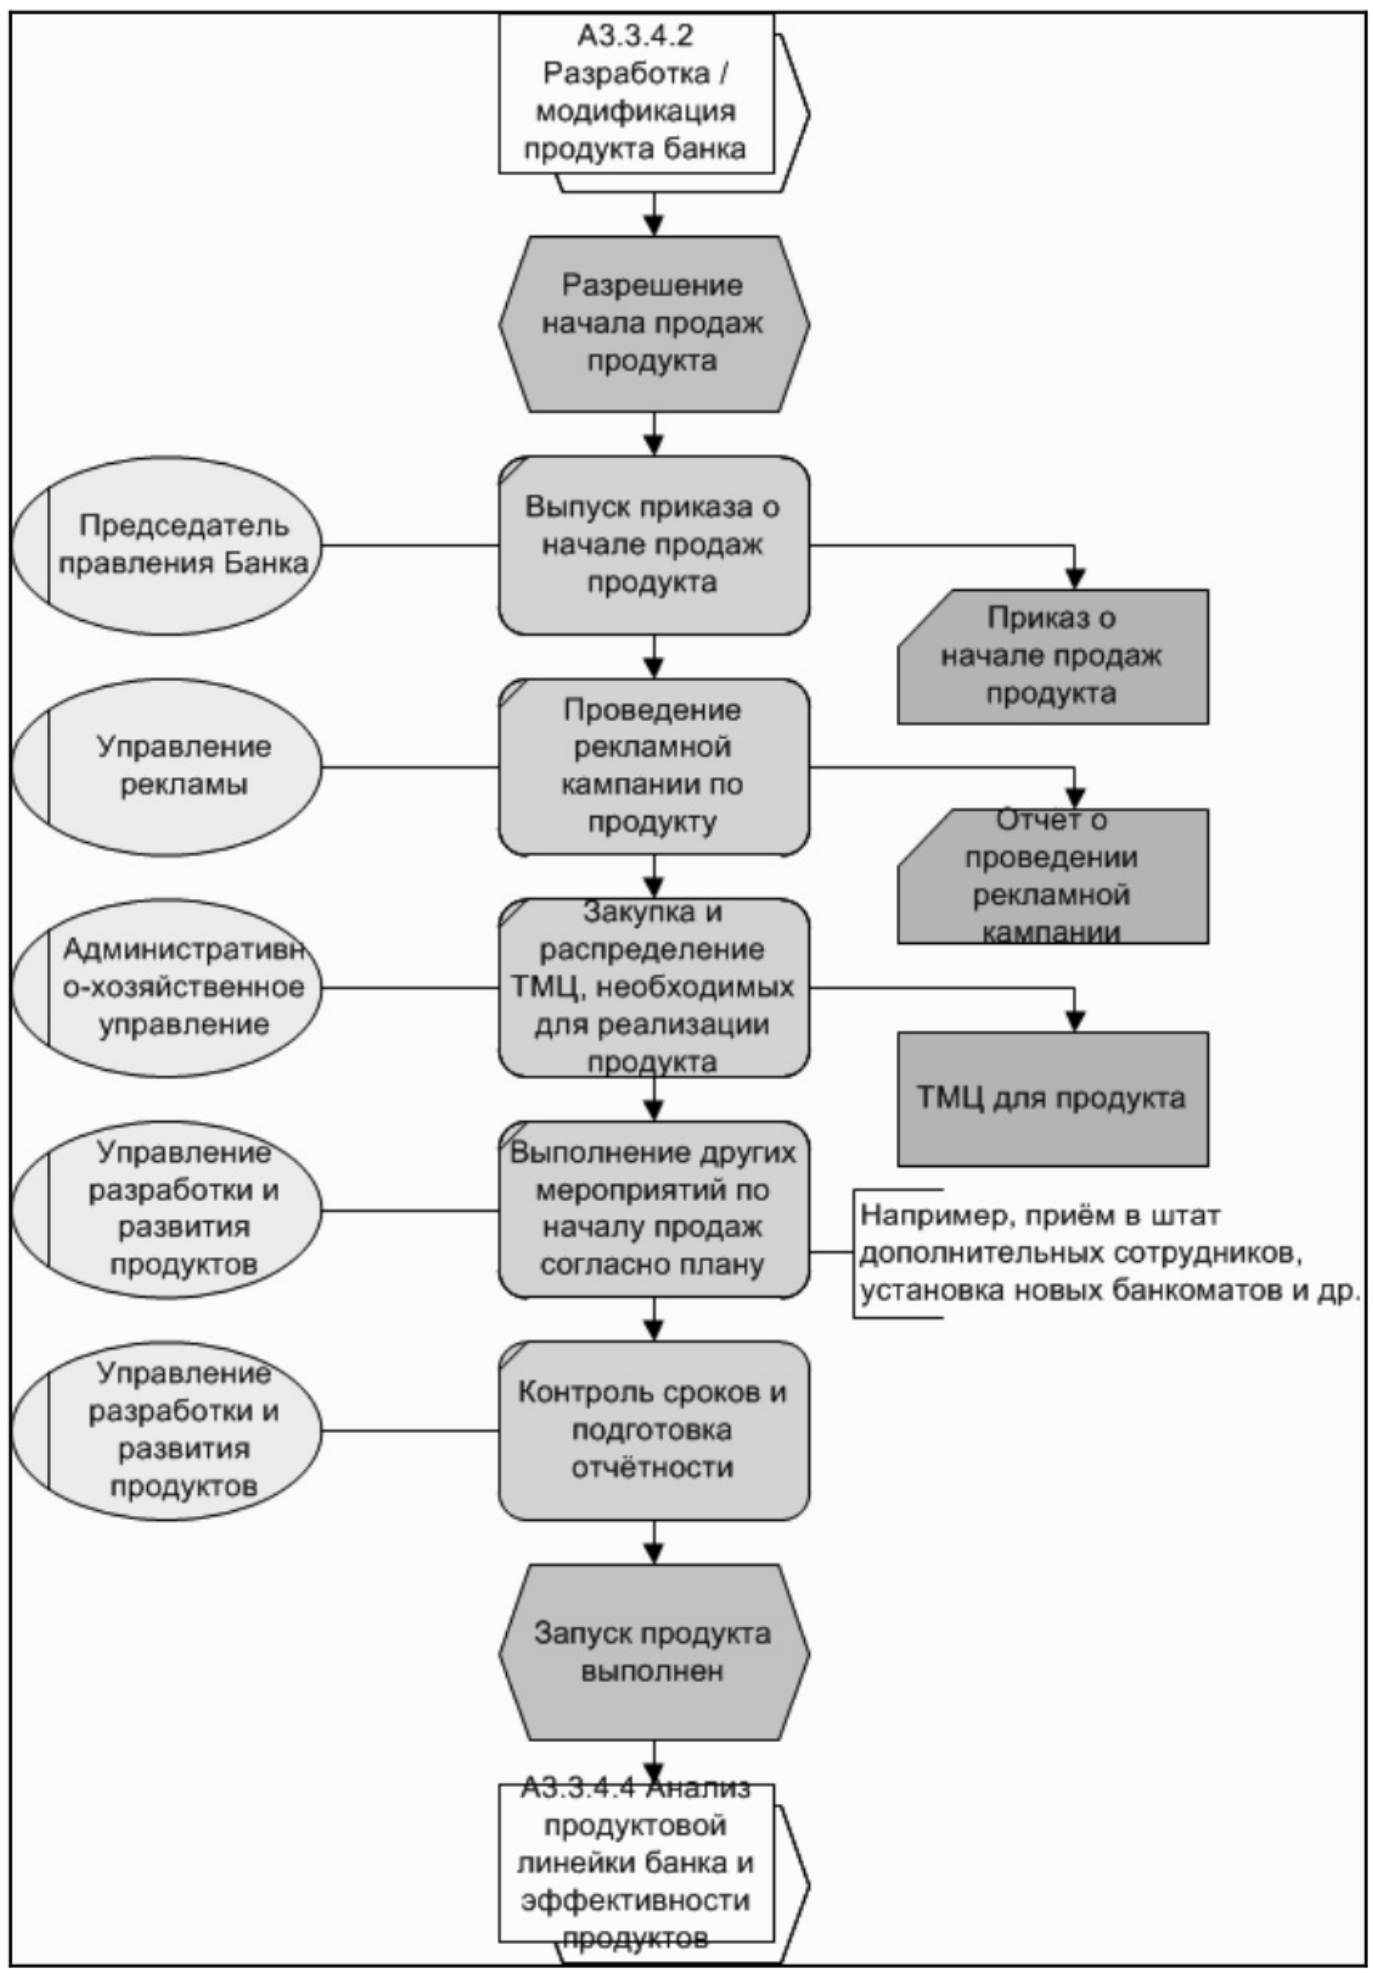 А3.3.4.2
Разработка /
модификация
продукта банка
Разрешение
начала продаж
продукта
Председатель
правления Банка
Выпуск приказа о
начале продаж
продукта
Приказ о
начале продаж
продукта
Управление
рекламы
Проведение
рекламной
кампании по
продукту
Отчёт о
проведении
рекламной
кампании
Административн
о-хозяйственное
управление
Закупка и
распределение
ТМЦ, необходимых
для реализации
продукта
ТМЦ для продукта
Управление
разработки и
развития
продуктов
Выполнение других
мероприятий по
началу продаж
согласно плану
Например, приём в штат
дополнительных сотрудников,
установка новых банкоматов и др.
Управление
разработки и
развития
продуктов
Контроль сроков и
подготовка
отчётности
Запуск продукта
выполнен
А3.3.4.4 Анализ
продуктовой
линейки банка и
эффективности
продуктов